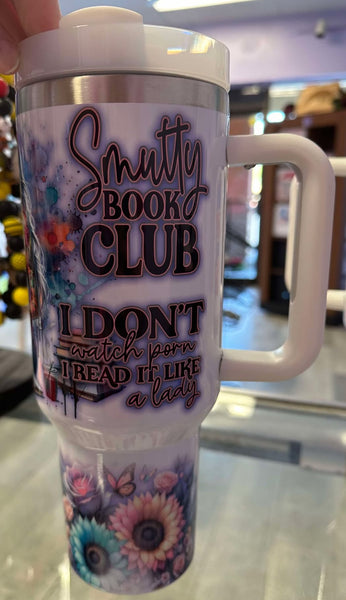 Smutty
BOOK
CLUB
I DON'T
watch porn
I READ IT LIKE
a lady